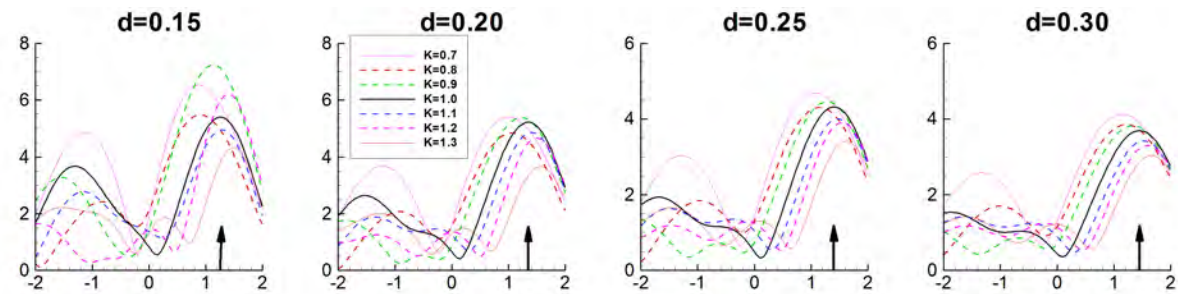 d=0.15 d=0.20 d=0.25 d=0.30
8 8 6 6
K=0.7
K=0.8
6 6
K=0.9
4 4
K=1.0
4 4
K=1.1
K=1.2
2 2
K=1.3
2 2
0 0 0 0
-2 -1 0 1 2 -2 -1 0 1 2 -2 -1 0 1 2 -2 -1 0 1 2